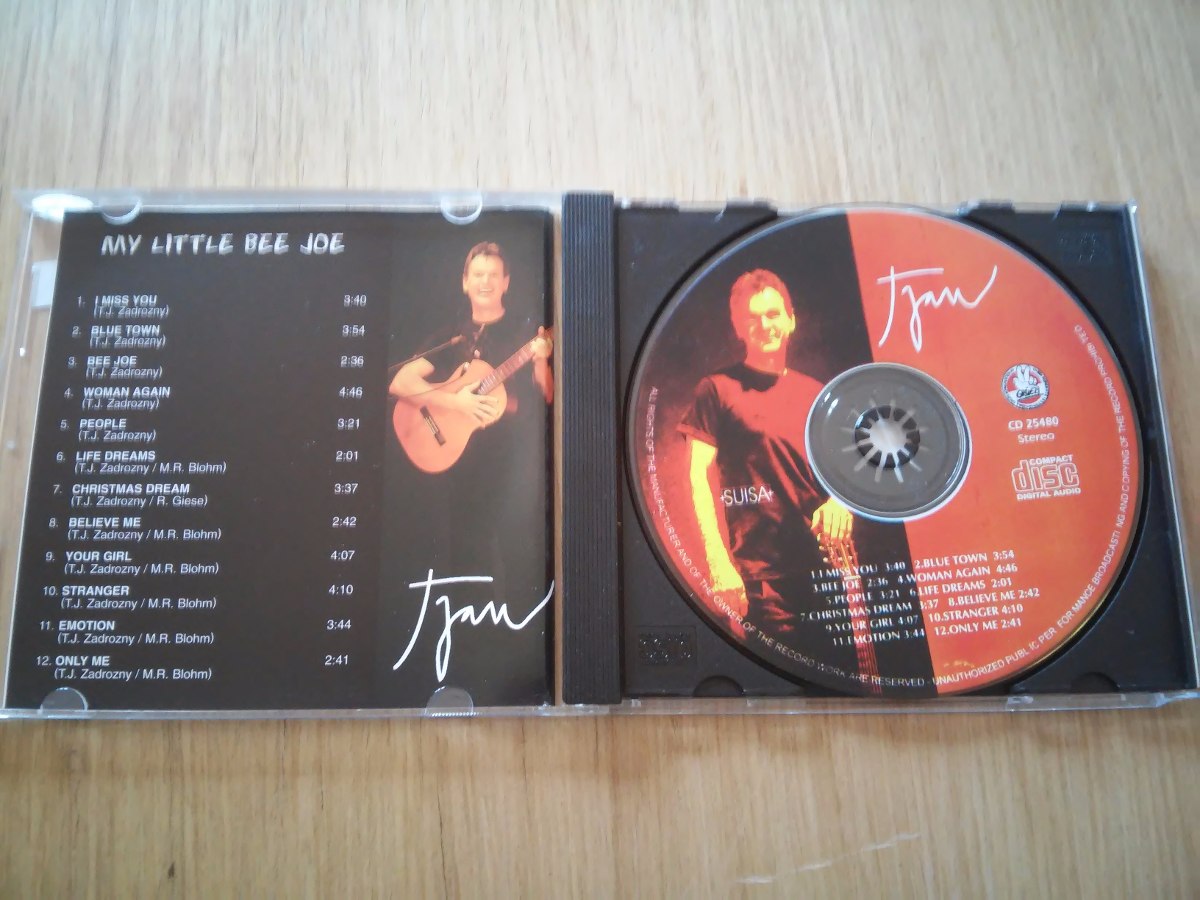 MY LITTLE BEE JOE
1. I MISS YOU 3:40
(T.J. Zadrozny)
2. BLUE TOWN 3:54
(T.J. Zadrozny)
3. BEE JOE 2:36
(T.J. Zadrozny)
4. WOMAN AGAIN 4:46
(T.J. Zadrozny)
5. PEOPLE 3:21
(T.J. Zadrozny)
6. LIFE DREAMS 2:01
(T.J. Zadrozny / M.R. Blohm)
7. CHRISTMAS DREAM 3:37
(T.J. Zadrozny / R. Giese)
8. BELIEVE ME 2:42
(T.J. Zadrozny / M.R. Blohm)
9. YOUR GIRL 4:07
(T.J. Zadrozny / M.R. Blohm)
10. STRANGER 4:10
(T.J. Zadrozny / M.R. Blohm)
11. EMOTION 3:44
(T.J. Zadrozny / M.R. Blohm)
12. ONLY ME 2:41
(T.J. Zadrozny / M.R. Blohm)
Tjan
Tjan
CD 25480
Stereo
COMPACT
disc
DIGITAL AUDIO
SUISA
1.I MISS YOU 3:40 2.BLUE TOWN 3:54
3.BEE JOE 2:36 4.WOMAN AGAIN 4:46
5.PEOPLE 3:21 6.LIFE DREAMS 2:01
7.CHRISTMAS DREAM 3:37 8.BELIEVE ME 2:42
9.YOUR GIRL 4:07 10.STRANGER 4:10
11.EMOTION 3:44 12.ONLY ME 2:41
ALL RIGHTS OF THE MANUFACTURER AND OF THE OWNER OF THE RECORD WORK ARE RESERVED - UNAUTHORIZED PUBLIC PERFORMANCE BROADCASTING AND COPYING OF THE RECORD PROHIBITED